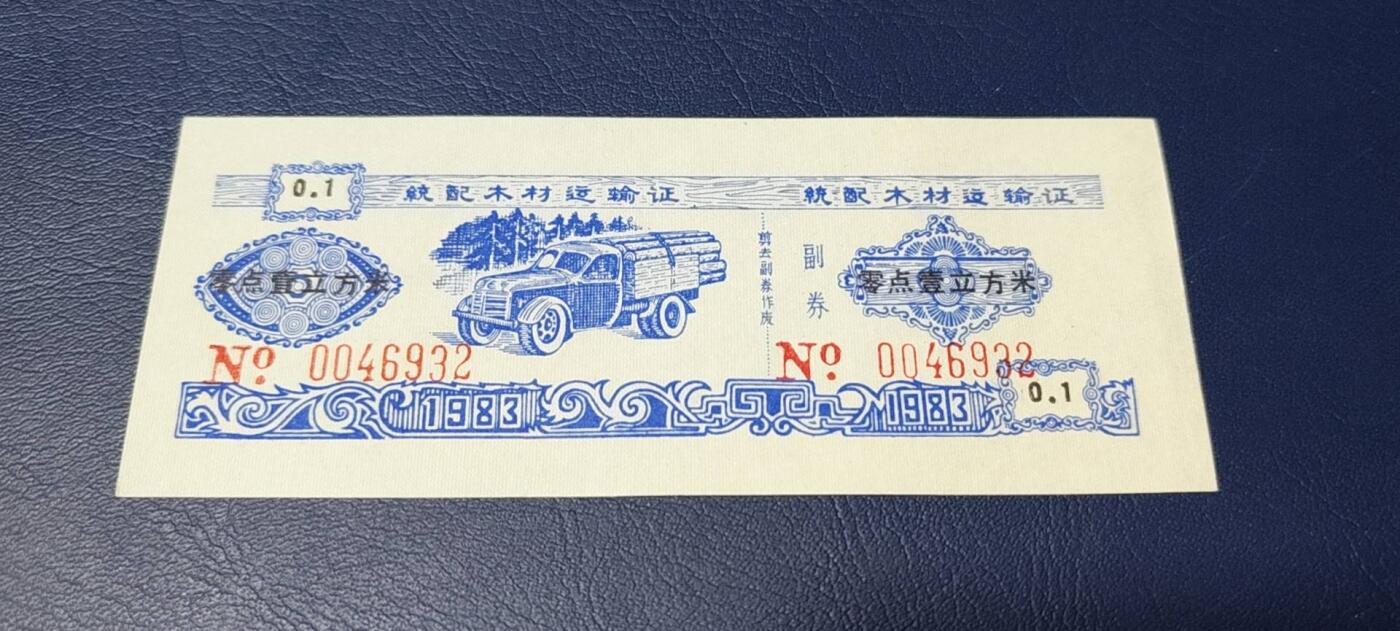 0.1
統配木材运输证
統配木材运输证
零点壹立方米
剪去副券作废
副券
零点壹立方米
№ 0046932
№ 0046932
1983
1983
0.1